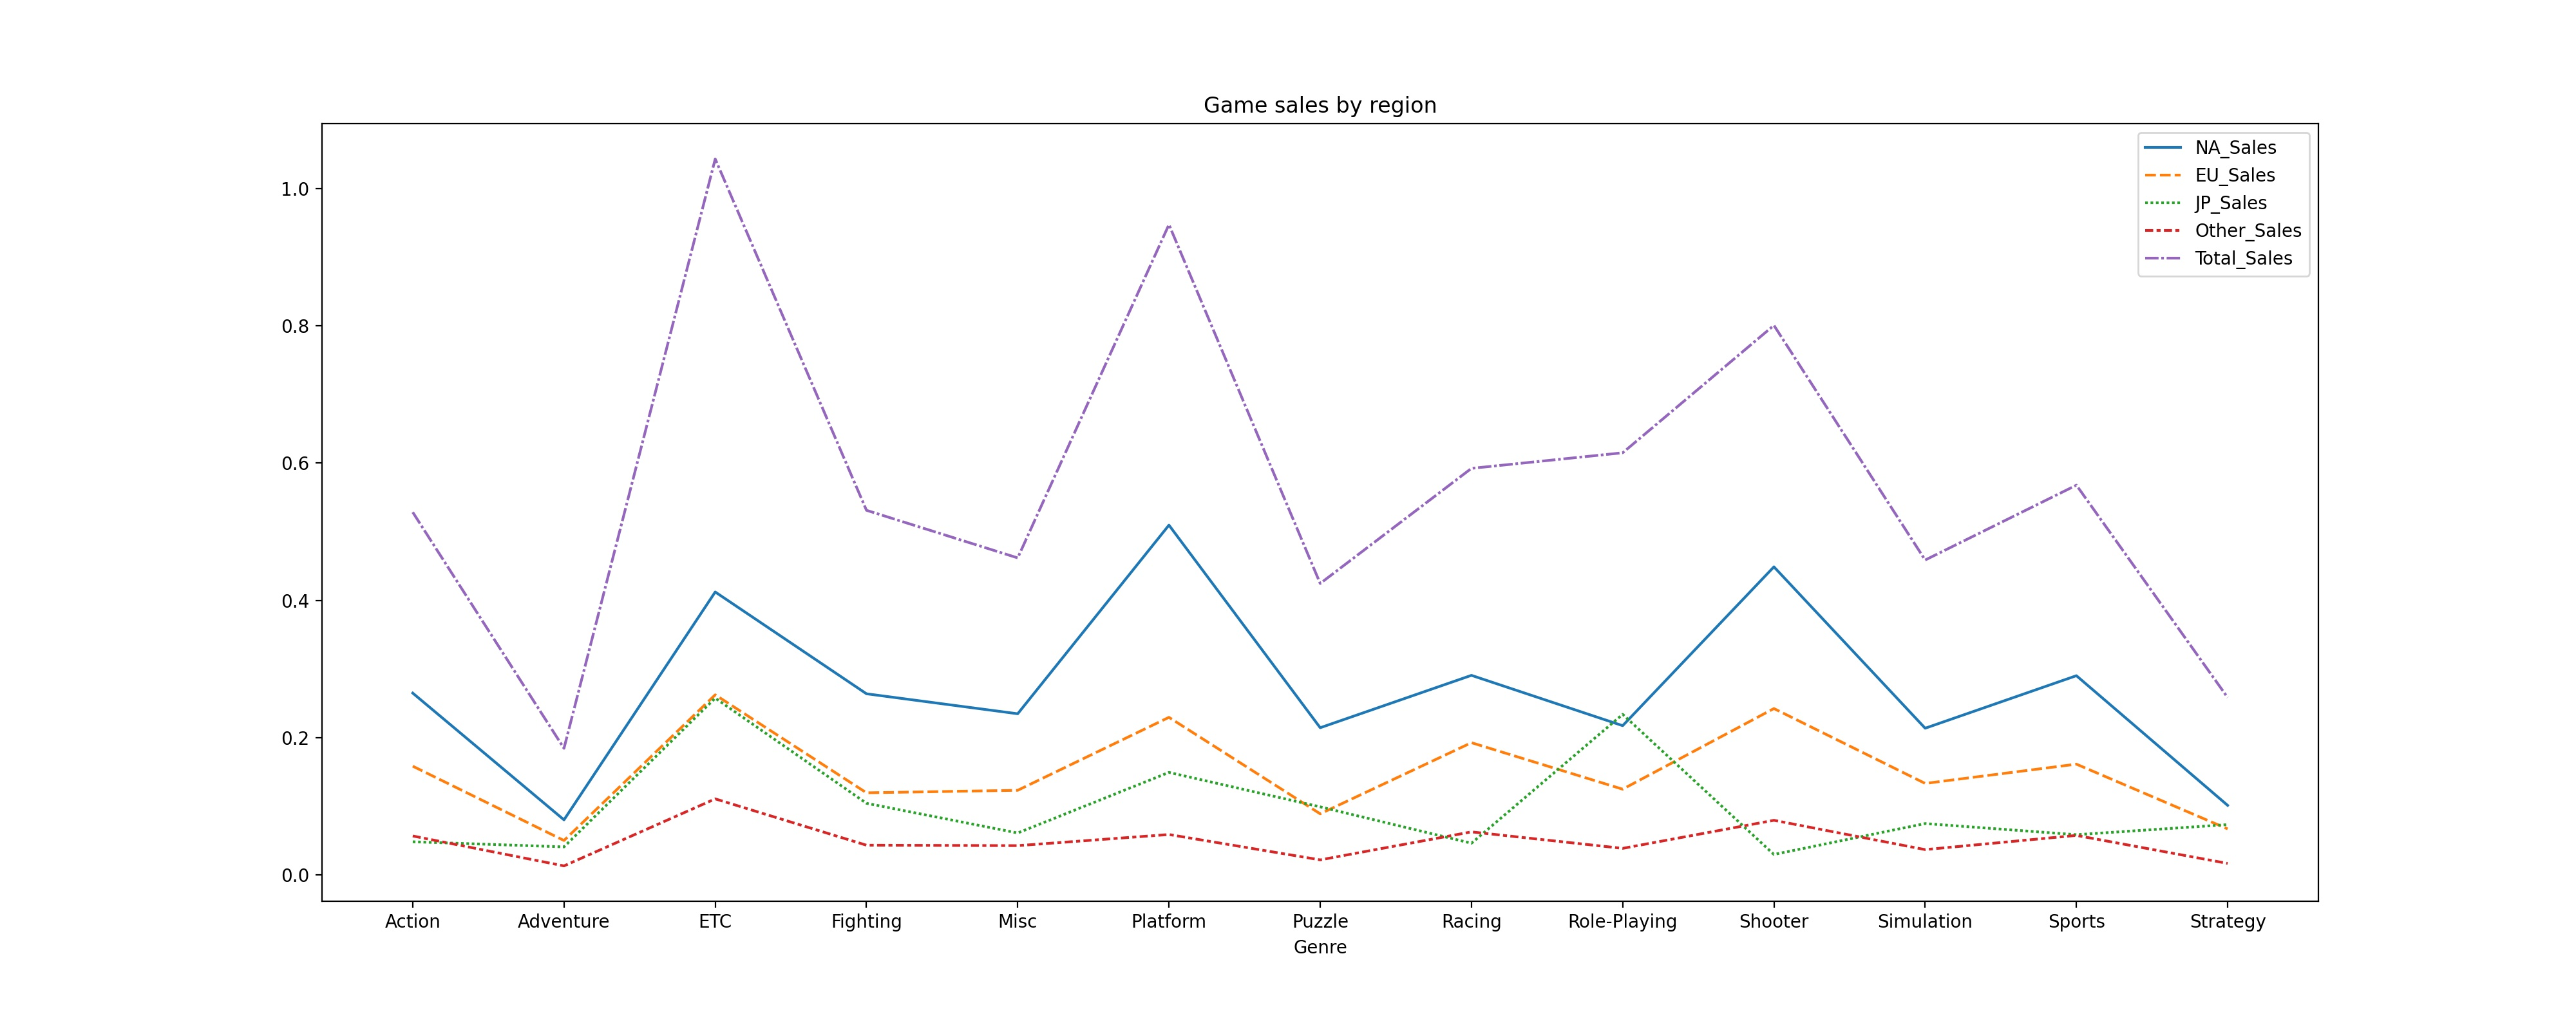 Game sales by region
NA_Sales
EU_Sales
JP_Sales
Other_Sales
Total_Sales
1.0
0.8
0.6
0.4
0.2
0.0
Action Adventure ETC Fighting Misc Platform Puzzle Racing Role-Playing Shooter Simulation Sports Strategy
Genre